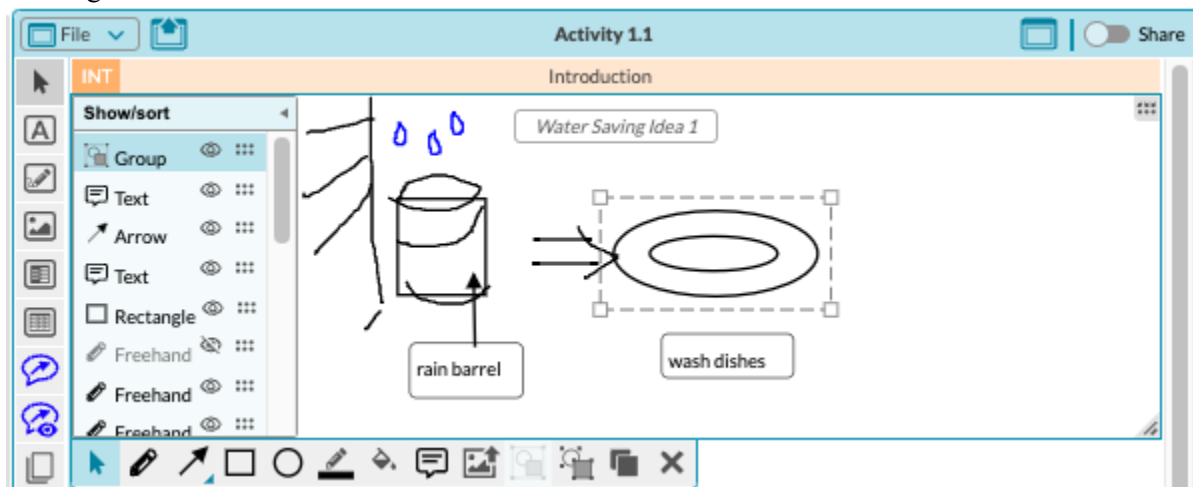 File
Activity 1.1
Share
INT
Introduction
Show/sort
Group
Text
Arrow
Text
Rectangle
Freehand
Freehand
Freehand
Water Saving Idea 1
rain barrel
wash dishes
A